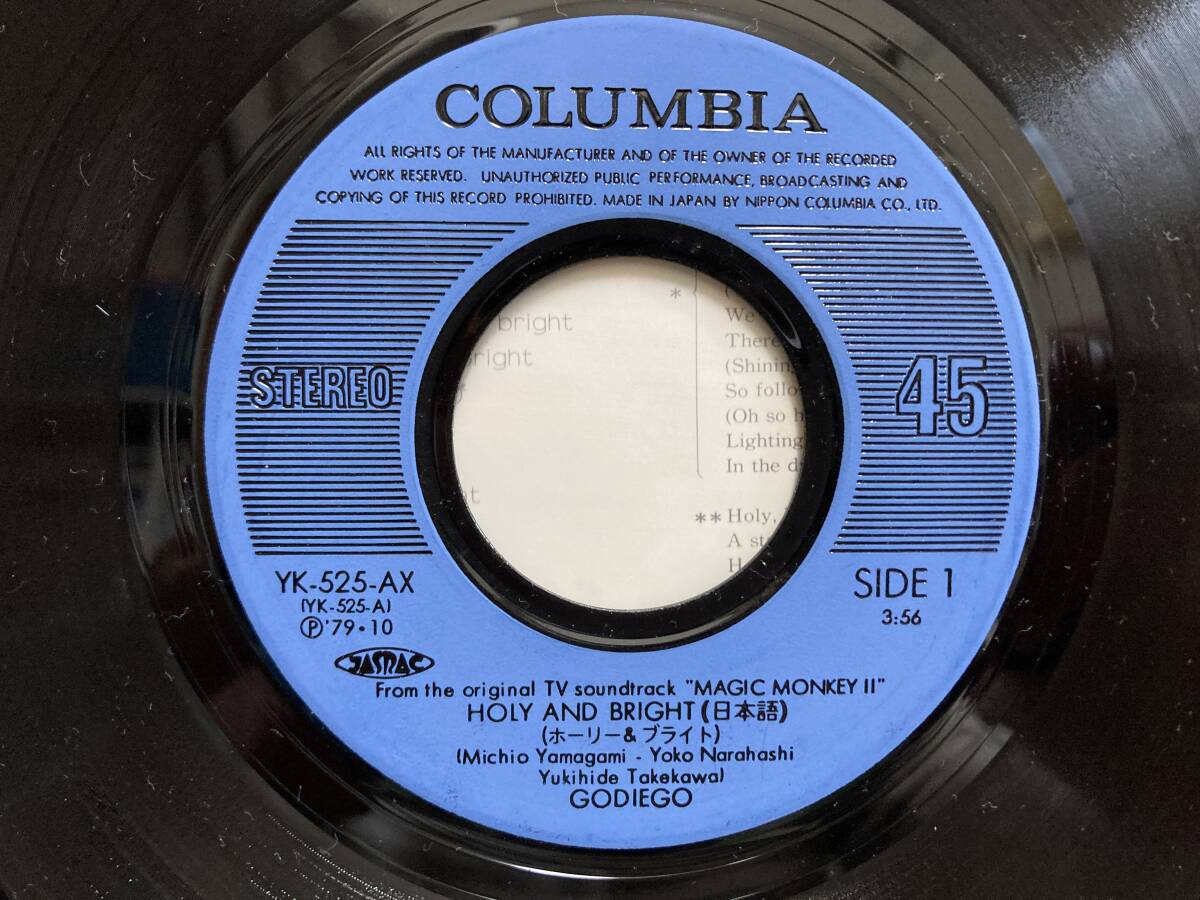 COLUMBIA
ALL RIGHTS OF THE MANUFACTURER AND OF THE OWNER OF THE RECORDED
WORK RESERVED. UNAUTHORIZED PUBLIC PERFORMANCE, BROADCASTING AND
COPYING OF THIS RECORD PROHIBITED. MADE IN JAPAN BY NIPPON COLUMBIA CO., LTD.
STEREO
45
bright
bright
*
We
There
(Shining
So follo
(Oh so
Lighting
In the
** Holy,
A
YK-525-AX
(YK-525-A)
Ⓟ'79・10
JASRAC
SIDE 1
3:56
From the original TV soundtrack "MAGIC MONKEY II"
HOLY AND BRIGHT (日本語)
(ホーリー&ブライト)
(Michio Yamagami - Yoko Narahashi
Yukihide Takekawa)
GODIEGO